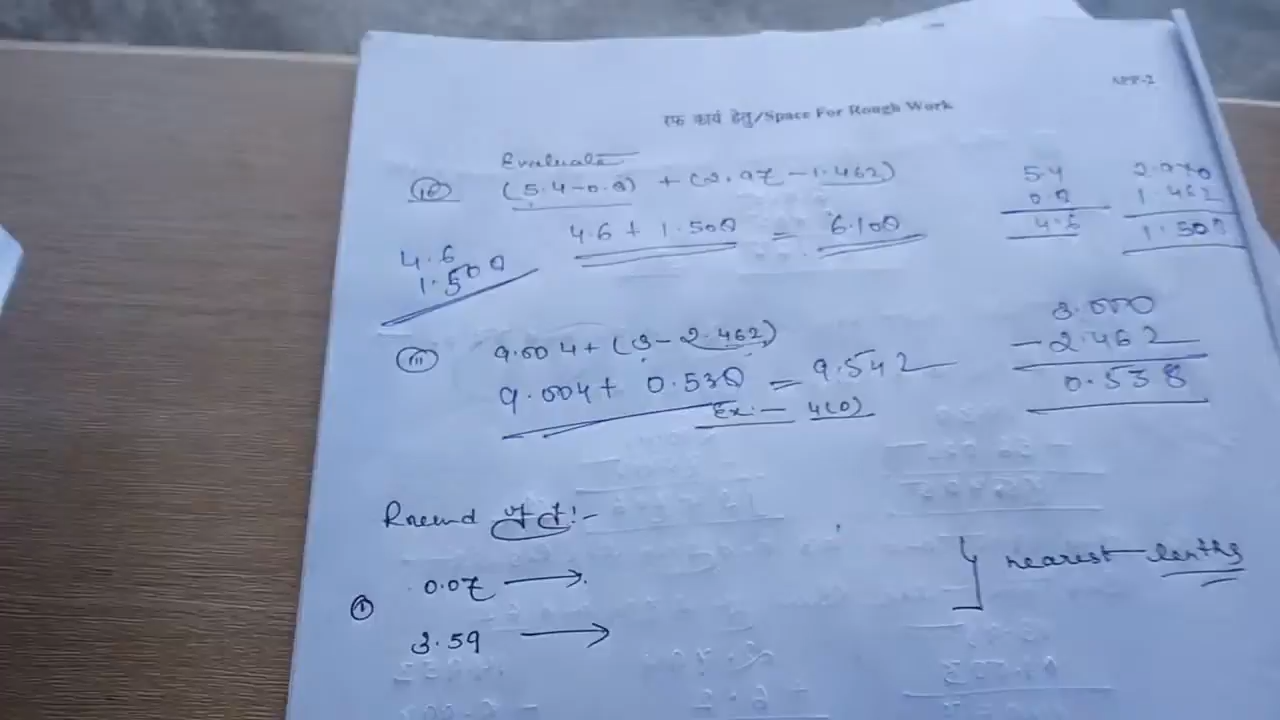 APP-2
रफ कार्य हेतु/Space For Rough Work
Evaluate
(5.4-0.8) + (2.97 - 1.462)
4.6 + 1.508 = 6.108
4.6
1.508
5.4
0.8
4.6
2.970
1.462
1.508
(iii) 9.004 + (3 - 2.462)
9.004 + 0.538 = 9.542
Ex:- 4(D)
3.000
-2.462
0.538
Round off:-
(i) 0.07 →
3.59 →
nearest tenths